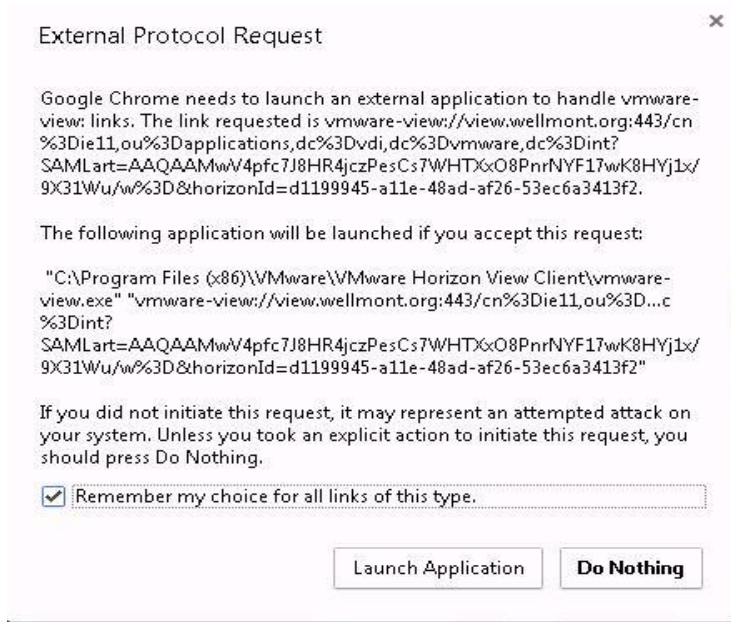 External Protocol Request
Google Chrome needs to launch an external application to handle vmware-
view: links. The link requested is vmware-view://view.wellmont.org:443/cn
%3Die11,ou%3Dapplications,dc%3Dvdi,dc%3Dvmware,dc%3Dint?
SAMLart=AAQAAMwV4pfc7J8HR4jczPesCs7WHTXxO8PnrNYF17wK8HYj1x/
9X31Wu/w%3D&horizonId=d1199945-a11e-48ad-af26-53ec6a3413f2.
The following application will be launched if you accept this request:
"C:\Program Files (x86)\VMware\VMware Horizon View Client\vmware-
view.exe" "vmware-view://view.wellmont.org:443/cn%3Die11,ou%3D...c
%3Dint?
SAMLart=AAQAAMwV4pfc7J8HR4jczPesCs7WHTXxO8PnrNYF17wK8HYj1x/
9X31Wu/w%3D&horizonId=d1199945-a11e-48ad-af26-53ec6a3413f2"
If you did not initiate this request, it may represent an attempted attack on
your system. Unless you took an explicit action to initiate this request, you
should press Do Nothing.
Remember my choice for all links of this type.
Launch Application
Do Nothing